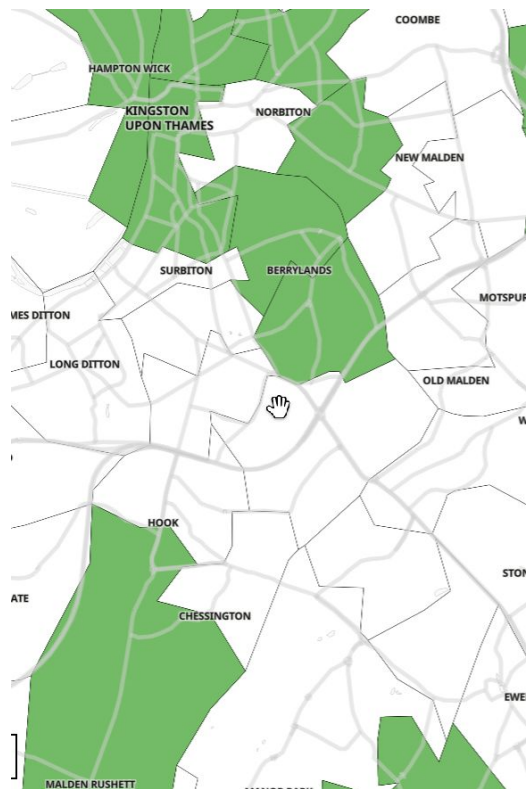 COOMBE
HAMPTON WICK
KINGSTON
UPON THAMES
NORBITON
NEW MALDEN
SURBITON
BERRYLANDS
MES DITTON
MOTSPUR
LONG DITTON
OLD MALDEN
W
HOOK
STON
ATE
CHESSINGTON
EWE
MALDEN RUSHETT